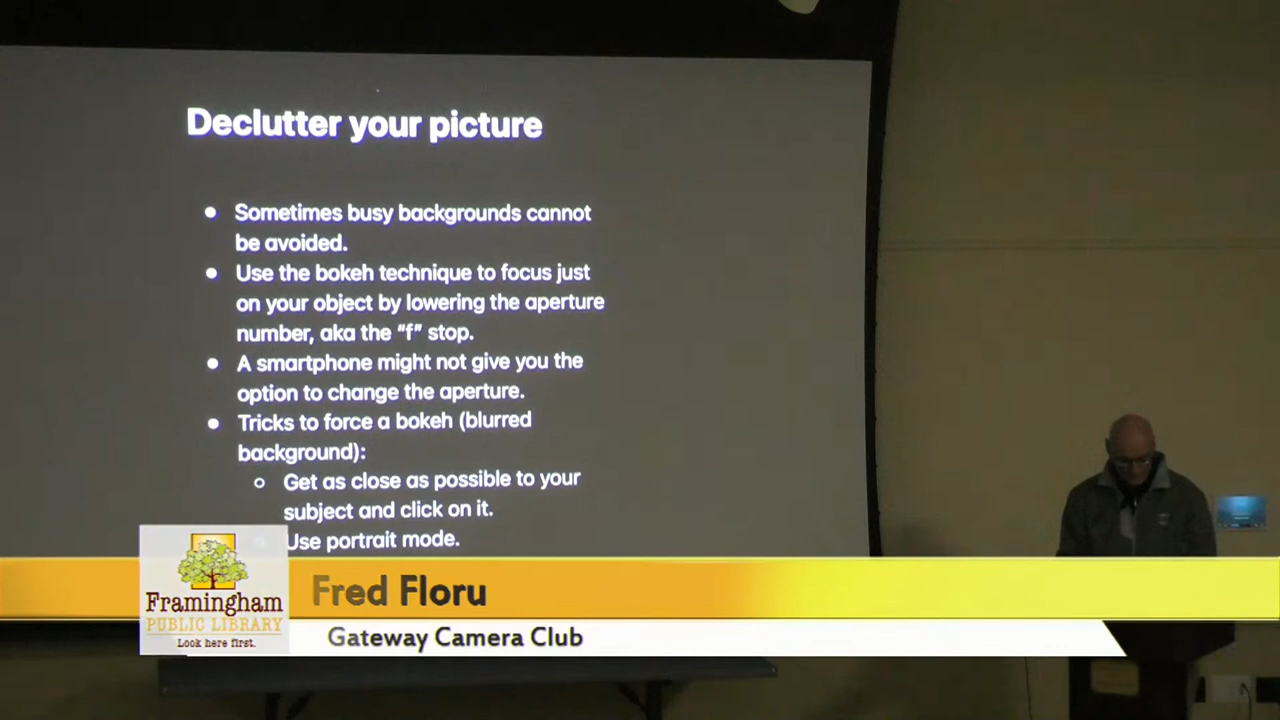 Declutter your picture
● Sometimes busy backgrounds cannot
be avoided.
● Use the bokeh technique to focus just
on your object by lowering the aperture
number, aka the “f” stop.
● A smartphone might not give you the
option to change the aperture.
● Tricks to force a bokeh (blurred
background):
○ Get as close as possible to your
subject and click on it.
Use portrait mode.
Framingham
PUBLIC LIBRARY
Look here first.
Fred Floru
Gateway Camera Club